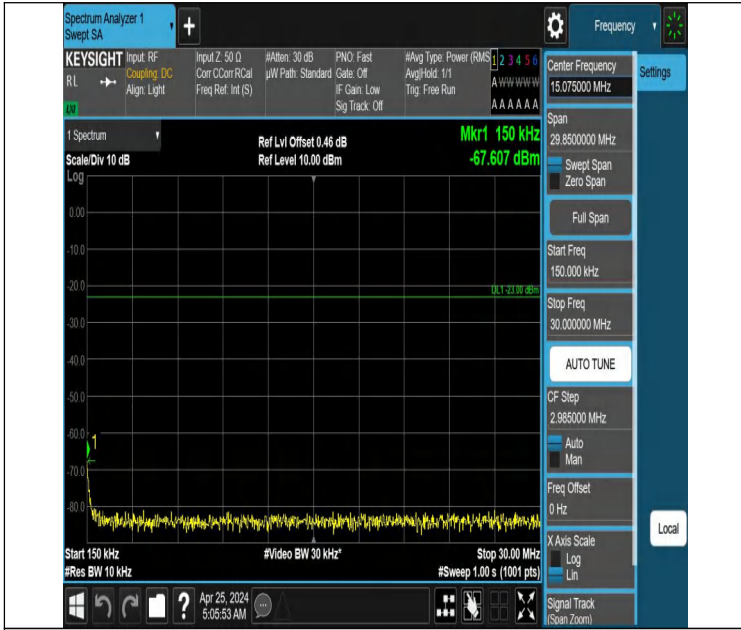 Spectrum Analyzer 1
Swept SA
+
Frequency
KEYSIGHT
RL
Input: RF
Coupling: DC
Align: Light
Input Z: 50 Ω
Corr CCorr RCal
Freq Ref: Int (S)
#Atten: 30 dB
µW Path: Standard
PNO: Fast
Gate: Off
IF Gain: Low
Sig Track: Off
#Avg Type: Power (RMS
Avg|Hold: 1/1
Trig: Free Run
1 2 3 4 5 6
A W W W W W
A A A A A A
LXI
1 Spectrum
Scale/Div 10 dB
Ref Lvl Offset 0.46 dB
Ref Level 10.00 dBm
Mkr1 150 kHz
-67.607 dBm
Log
0.00
-10.0
-20.0
DL1 -23.00 dBm
-30.0
-40.0
-50.0
-60.0
1
-70.0
-80.0
Start 150 kHz
#Video BW 30 kHz*
Stop 30.00 MHz
#Res BW 10 kHz
#Sweep 1.00 s (1001 pts)
?
Apr 25, 2024
5:05:53 AM
Center Frequency
15.075000 MHz
Settings
Span
29.8500000 MHz
Swept Span
Zero Span
Full Span
Start Freq
150.000 kHz
Stop Freq
30.000000 MHz
AUTO TUNE
CF Step
2.985000 MHz
Auto
Man
Freq Offset
0 Hz
X Axis Scale
Log
Lin
Local
Signal Track
(Span Zoom)